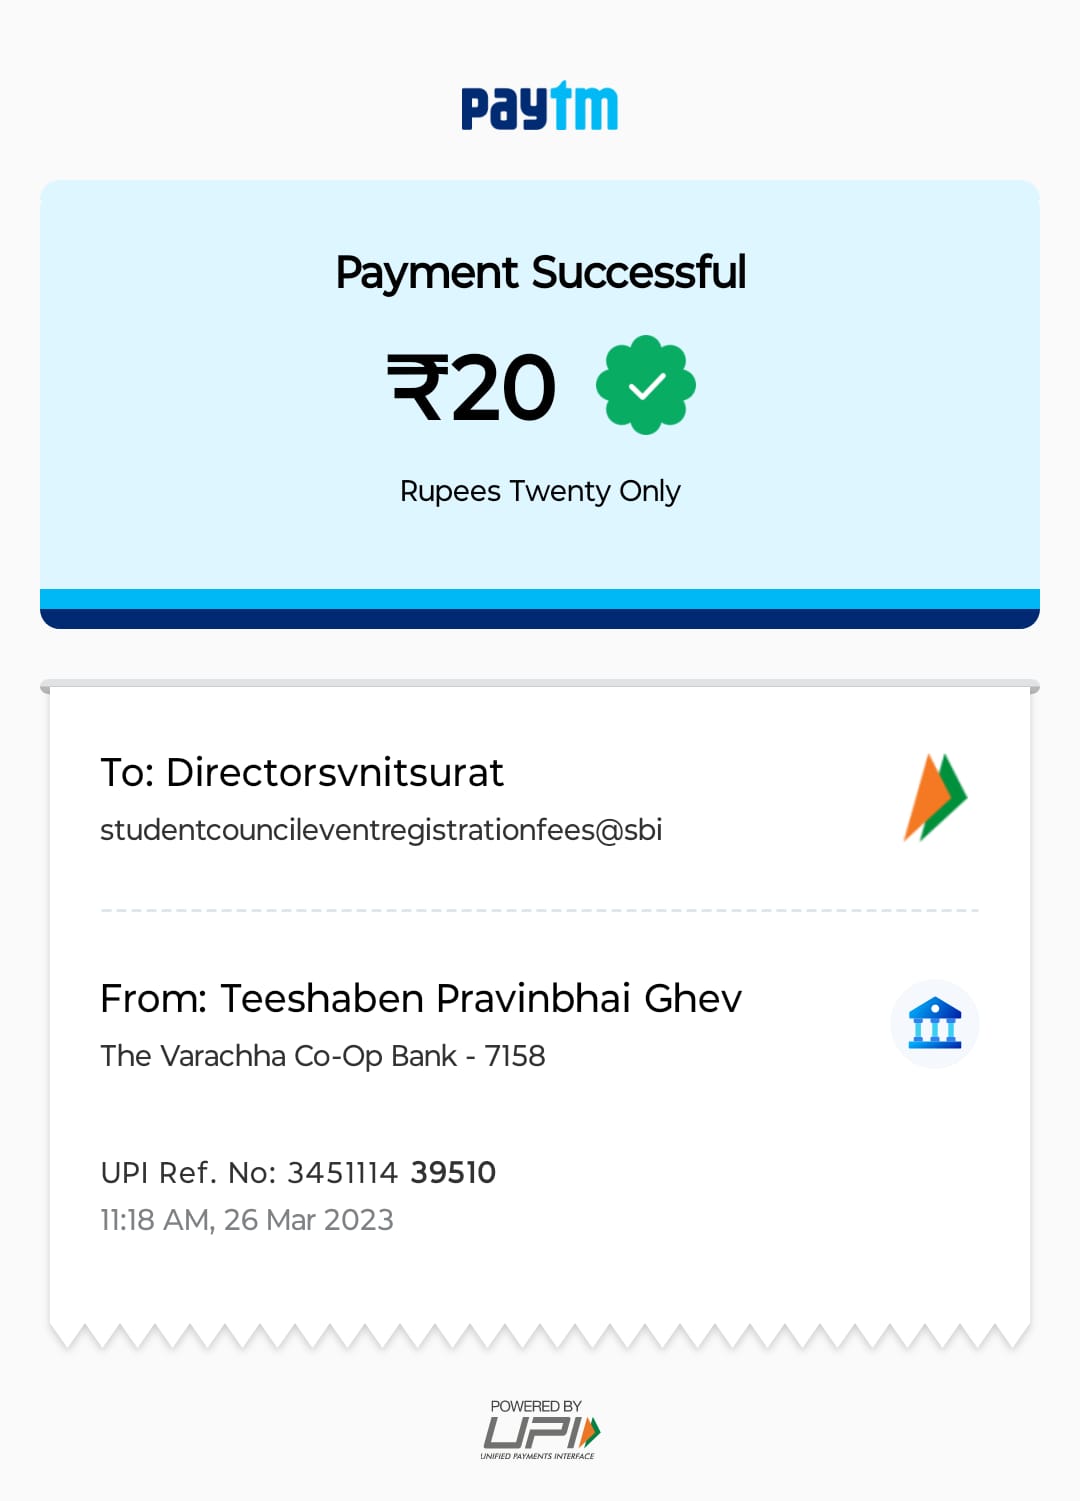 paytm
Payment Successful
₹20
Rupees Twenty Only
To: Directorsvnitsurat
studentcouncileventregistrationfees@sbi
From: Teeshaben Pravinbhai Ghev
The Varachha Co-Op Bank - 7158
UPI Ref. No: 3451114 39510
11:18 AM, 26 Mar 2023
POWERED BY
UPI
UNIFIED PAYMENTS INTERFACE